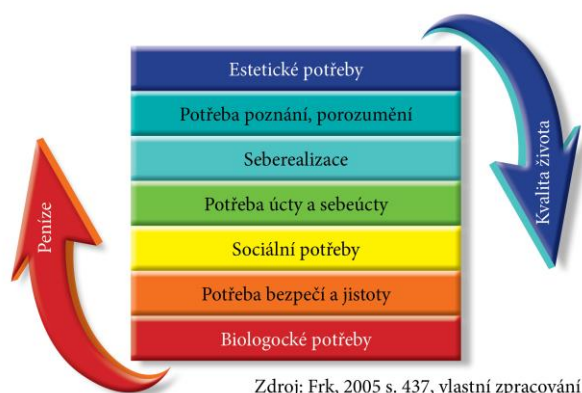 Estetické potřeby
Potřeba poznání, porozumění
Seberealizace
Potřeba úcty a sebeúcty
Sociální potřeby
Potřeba bezpečí a jistoty
Biologocké potřeby
Peníze
Kvalita života
Zdroj: Frk, 2005 s. 437, vlastní zpracování